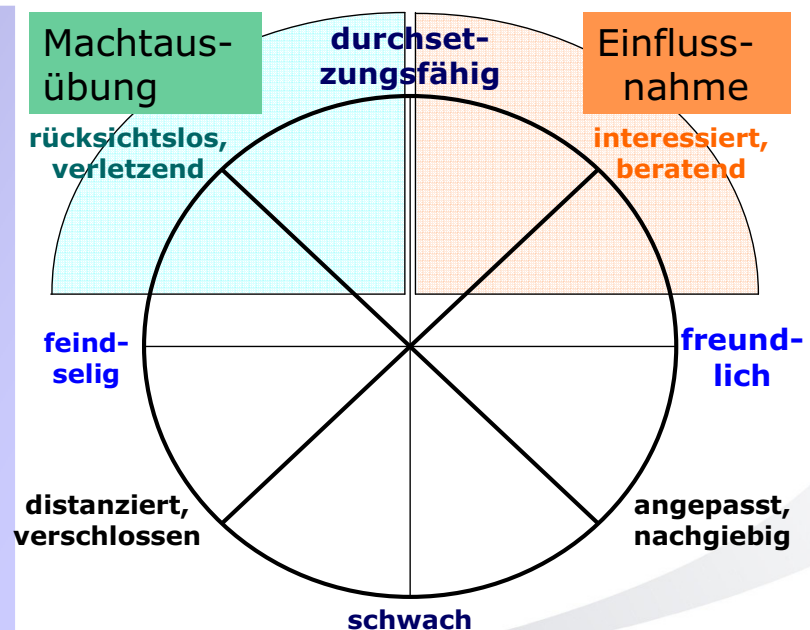 Machtaus-
übung
durchset-
zungsfähig
Einfluss-
nahme
rücksichtslos,
verletzend
interessiert,
beratend
feind-
selig
freund-
lich
distanziert,
verschlossen
angepasst,
nachgiebig
schwach